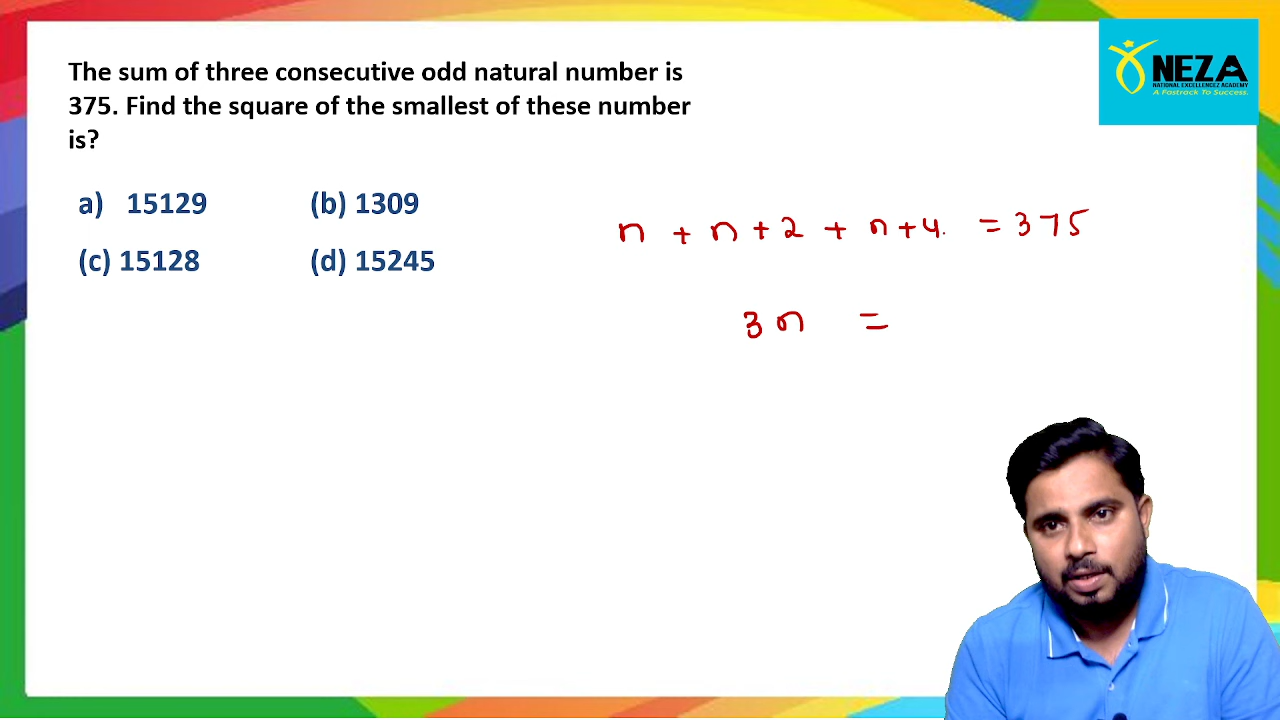 The sum of three consecutive odd natural number is
375. Find the square of the smallest of these number
is?
a) 15129
(b) 1309
(c) 15128
(d) 15245
n + n + 2 + n + 4. = 375
3n =
NEZA
NATIONAL EXCELLENCEZ ACADEMY
A Fastrack To Success.